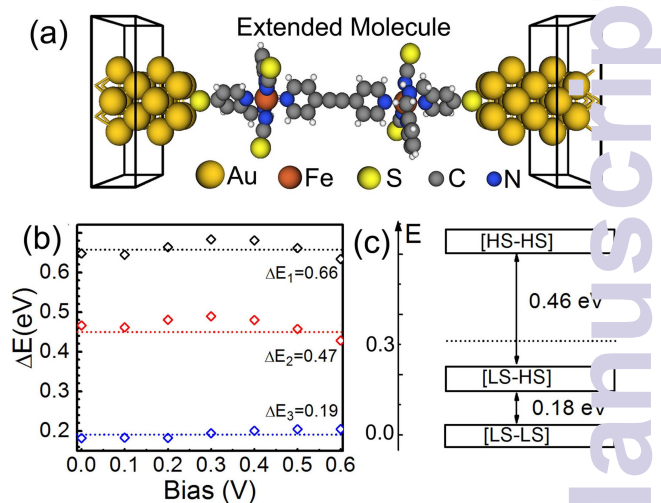 (a) Extended Molecule
Au Fe S C N
(b)
ΔE(eV)
0.6
0.5
0.4
0.3
0.2
ΔE₁=0.66
ΔE₂=0.47
ΔE₃=0.19
0.0 0.1 0.2 0.3 0.4 0.5 0.6
Bias (V)
(c)
E
[HS-HS]
0.46 eV
0.3
[LS-HS]
0.18 eV
0.0
[LS-LS]
anuscrip